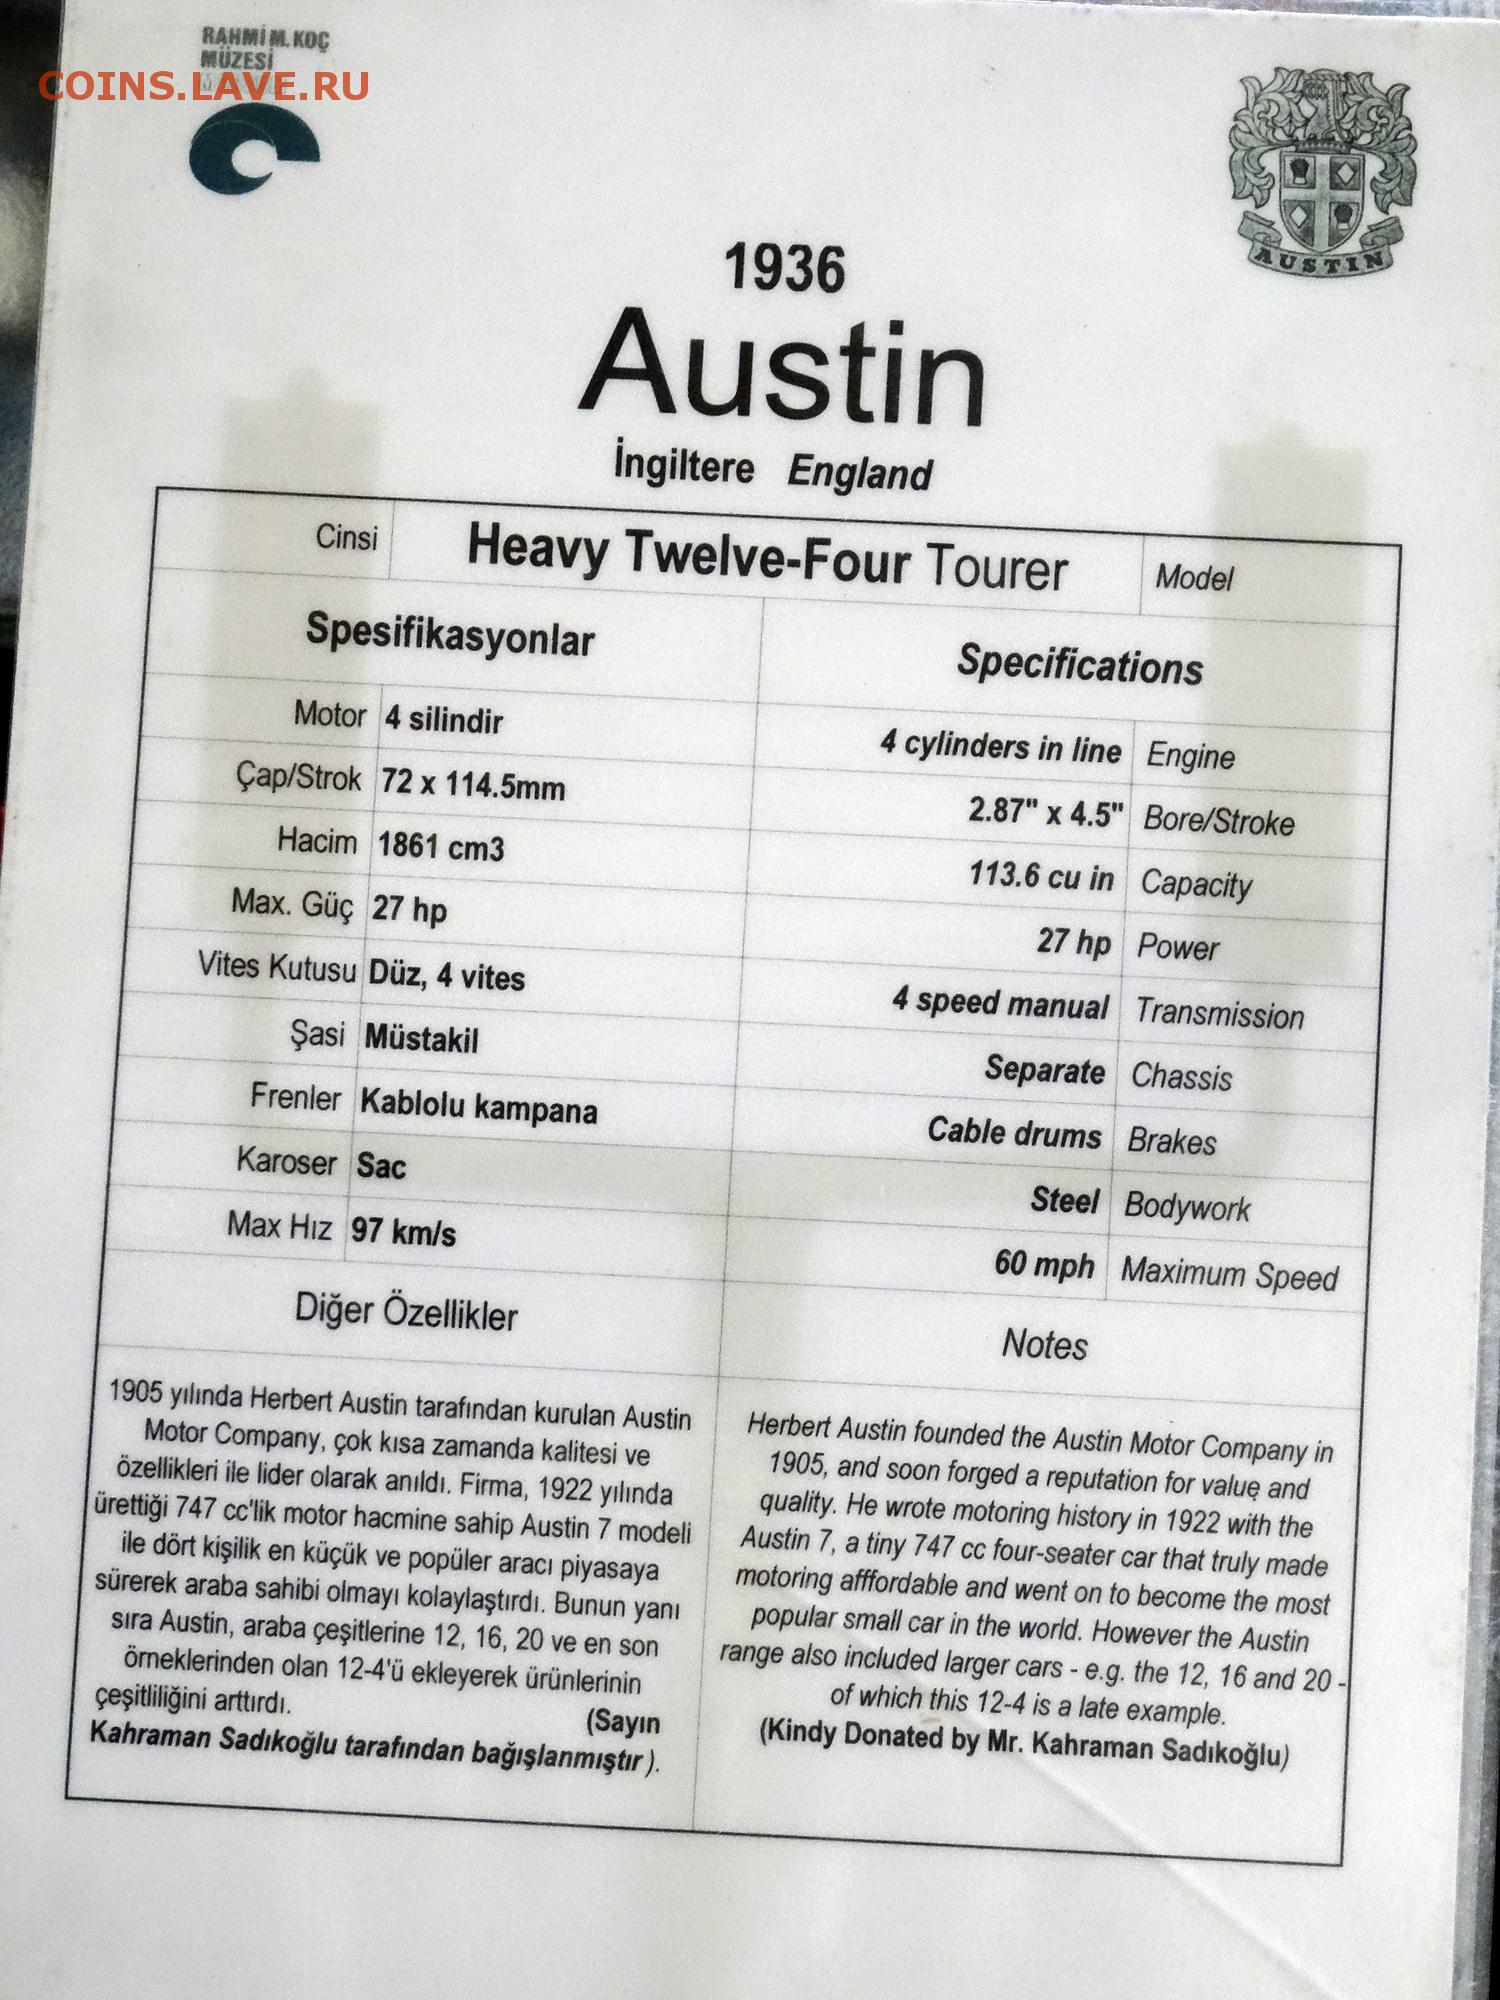 RAHMİ M. KOÇ
MÜZESİ
COINS.LAVE.RU
AUSTIN
1936
Austin
İngiltere England
Cinsi Heavy Twelve-Four Tourer Model
Spesifikasyonlar Specifications
Motor 4 silindir 4 cylinders in line Engine
Çap/Strok 72 x 114.5mm 2.87" x 4.5" Bore/Stroke
Hacim 1861 cm3 113.6 cu in Capacity
Max. Güç 27 hp 27 hp Power
Vites Kutusu Düz, 4 vites 4 speed manual Transmission
Şasi Müstakil Separate Chassis
Frenler Kablolu kampana Cable drums Brakes
Karoser Sac Steel Bodywork
Max Hız 97 km/s 60 mph Maximum Speed
Diğer Özellikler
1905 yılında Herbert Austin tarafından kurulan Austin
Motor Company, çok kısa zamanda kalitesi ve
özellikleri ile lider olarak anıldı. Firma, 1922 yılında
ürettiği 747 cc'lik motor hacmine sahip Austin 7 modeli
ile dört kişilik en küçük ve popüler aracı piyasaya
sürerek araba sahibi olmayı kolaylaştırdı. Bunun yanı
sıra Austin, araba çeşitlerine 12, 16, 20 ve en son
örneklerinden olan 12-4'ü ekleyerek ürünlerinin
çeşitliliğini arttırdı. (Sayın
Kahraman Sadıkoğlu tarafından bağışlanmıştır ).
Notes
Herbert Austin founded the Austin Motor Company in
1905, and soon forged a reputation for value and
quality. He wrote motoring history in 1922 with the
Austin 7, a tiny 747 cc four-seater car that truly made
motoring afffordable and went on to become the most
popular small car in the world. However the Austin
range also included larger cars - e.g. the 12, 16 and 20 -
of which this 12-4 is a late example.
(Kindy Donated by Mr. Kahraman Sadıkoğlu)